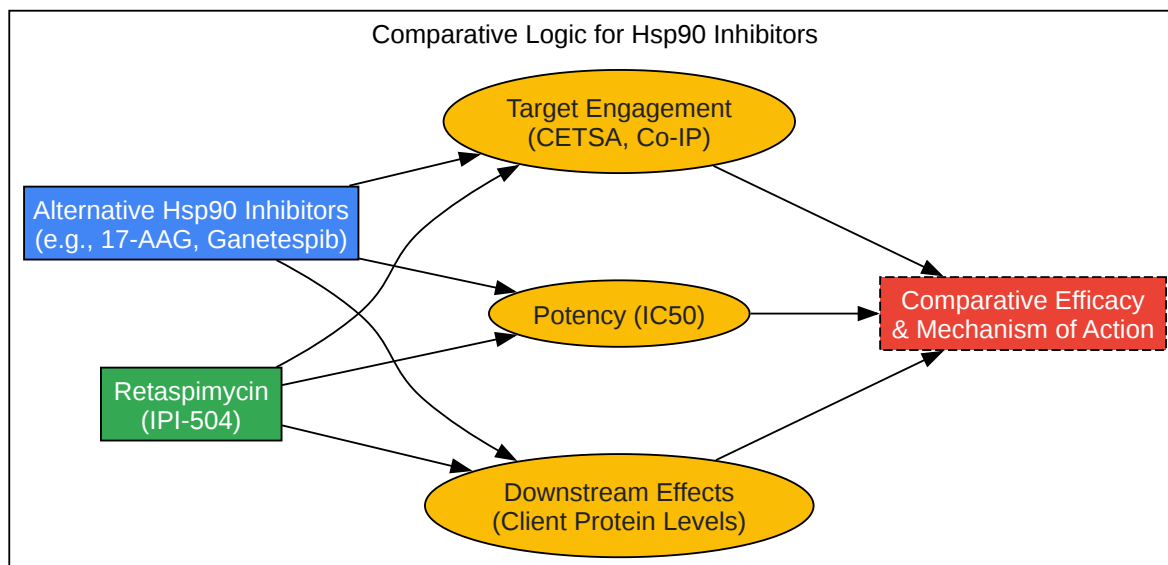 Comparative Logic for Hsp90 Inhibitors
Target Engagement
(CETSA, Co-IP)
Alternative Hsp90 Inhibitors
(e.g., 17-AAG, Ganetespib)
Potency (IC50)
Comparative Efficacy
& Mechanism of Action
Retaspimycin
(IPI-504)
Downstream Effects
(Client Protein Levels)